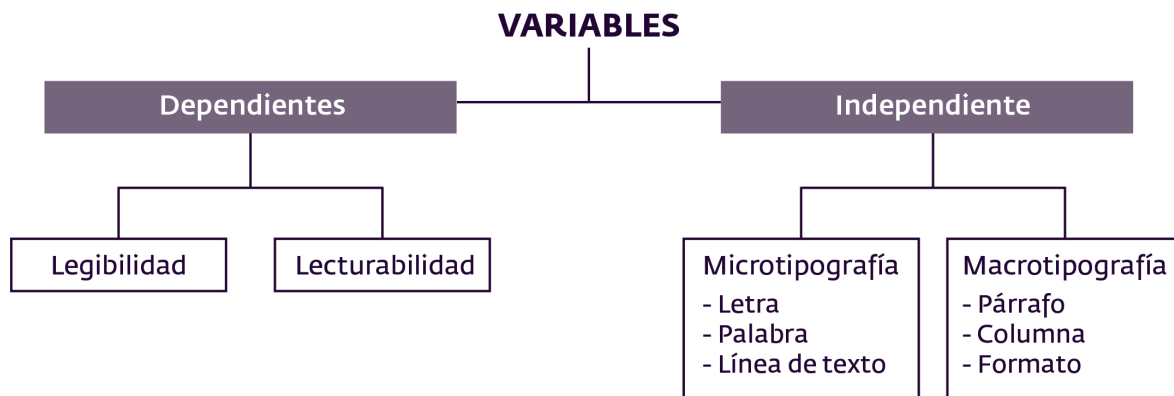 VARIABLES
Dependientes
Independiente
Legibilidad
Lecturabilidad
Microtipografía
- Letra
- Palabra
- Línea de texto
Macrotipografía
- Párrafo
- Columna
- Formato